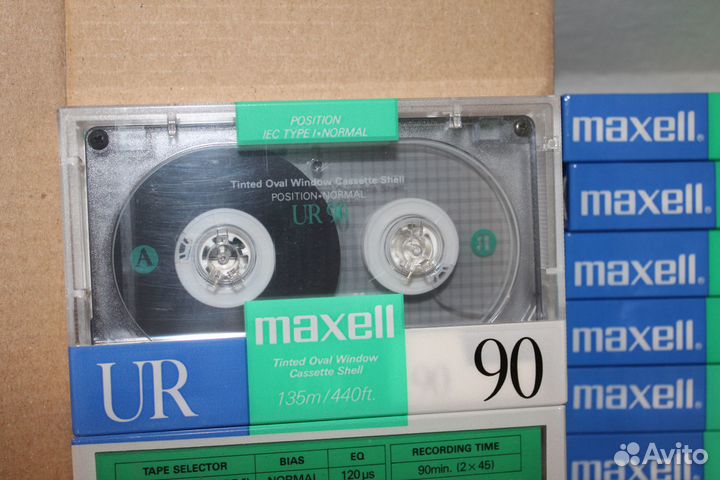 POSITION
IEC TYPE I•NORMAL
Tinted Oval Window Cassette Shell
POSITION•NORMAL
UR 90
A
maxell
Tinted Oval Window
Cassette Shell
135m/440ft.
UR
90
TAPE SELECTOR
BIAS
EQ
RECORDING TIME
NORMAL
120μs
90min. (2×45)
maxell
maxell
maxell
maxell
maxell
maxell
Avito